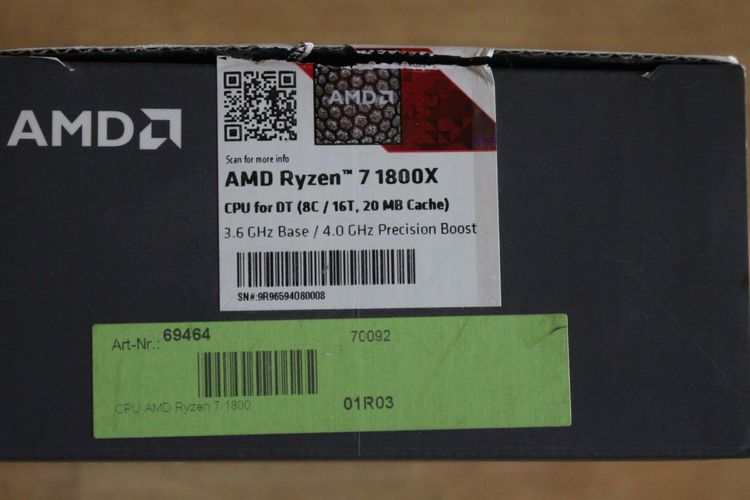 AMD
AMD
Scan for more info
AMD Ryzen™ 7 1800X
CPU for DT (8C / 16T, 20 MB Cache)
3.6 GHz Base / 4.0 GHz Precision Boost
SN#:9R96594O80008
Art-Nr.: 69464 70092
CPU AMD Ryzen 7 1800
01R03